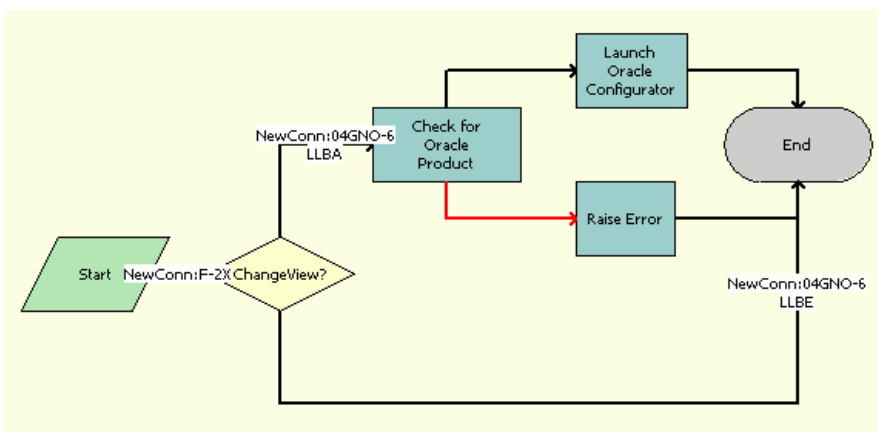 Launch
Oracle
Configurator
NewConn:04GNO-6
LLBA
Check for
Oracle
Product
End
Raise Error
Start
NewConn:F-2X
ChangeView?
NewConn:04GNO-6
LLBE